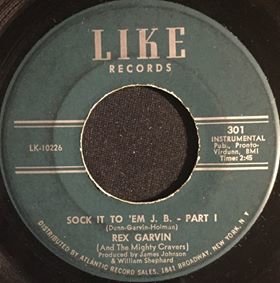 LIKE
RECORDS
LK-10226
301
INSTRUMENTAL
Pub., Pronto-
Virdunn, BMI
Time: 2:45
SOCK IT TO 'EM J. B. - PART I
(Dunn-Garvin-Holman)
REX GARVIN
(And The Mighty Cravers)
Produced by James Johnson
& William Shephard
DISTRIBUTED BY ATLANTIC RECORD SALES. 1841 BROADWAY, NEW YORK, N. Y.